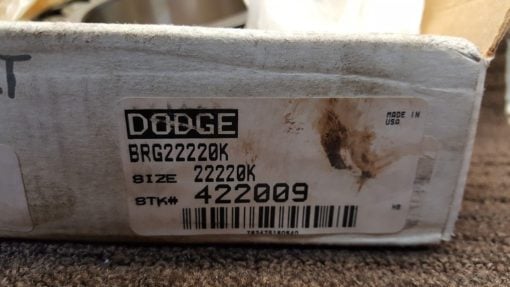 DODGE
MADE IN
USA
BRG22220K
SIZE 22220K
STK# 422009